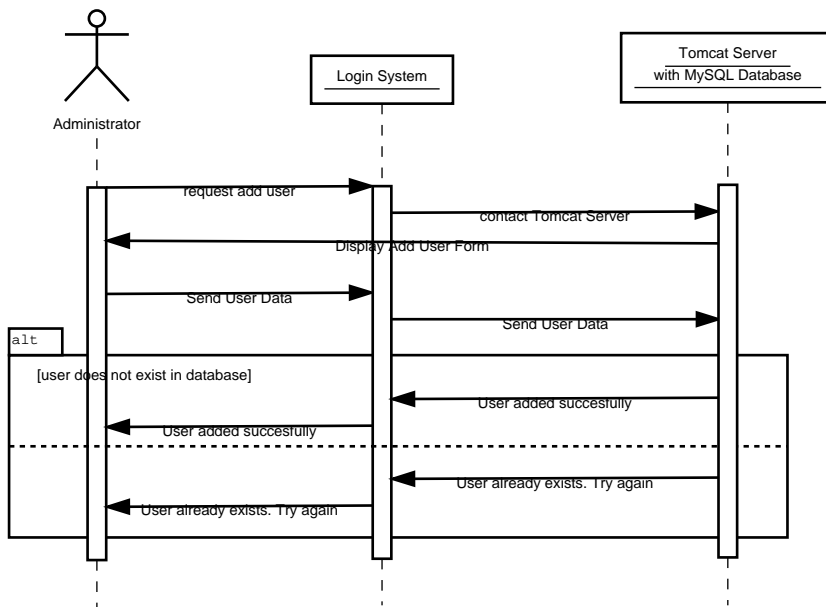 Tomcat Server
with MySQL Database
Login System
Administrator
request add user
contact Tomcat Server
Display Add User Form
Send User Data
Send User Data
alt
[user does not exist in database]
User added succesfully
User added succesfully
User already exists. Try again
User already exists. Try again